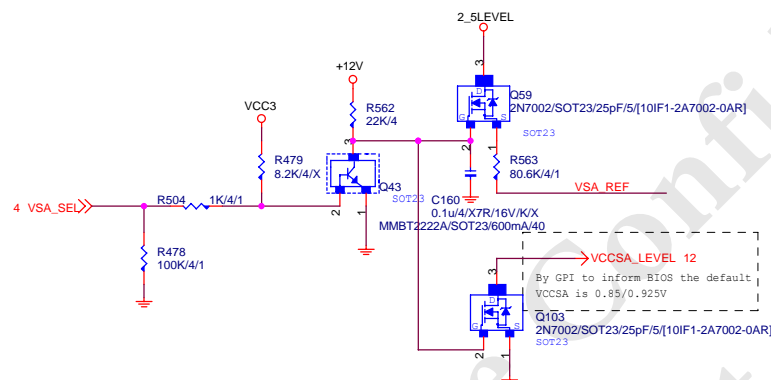 2_5LEVEL
+12V
VCC3
3
D
G
S
Q59
2N7002/SOT23/25pF/5/[10IF1-2A7002-0AR]
SOT23
R562
22K/4
3
2
1
R479
8.2K/4/X
Q43
SOT23
2
1
R563
80.6K/4/1
VSA_REF
C160
0.1u/4/X7R/16V/K/X
MMBT2222A/SOT23/600mA/40
4 VSA_SEL
R504
1K/4/1
R478
100K/4/1
3
VCCSA_LEVEL 12
By GPI to inform BIOS the default
VCCSA is 0.85/0.925V
D
G
S
Q103
2N7002/SOT23/25pF/5/[10IF1-2A7002-0AR]
SOT23
2
1
Confi